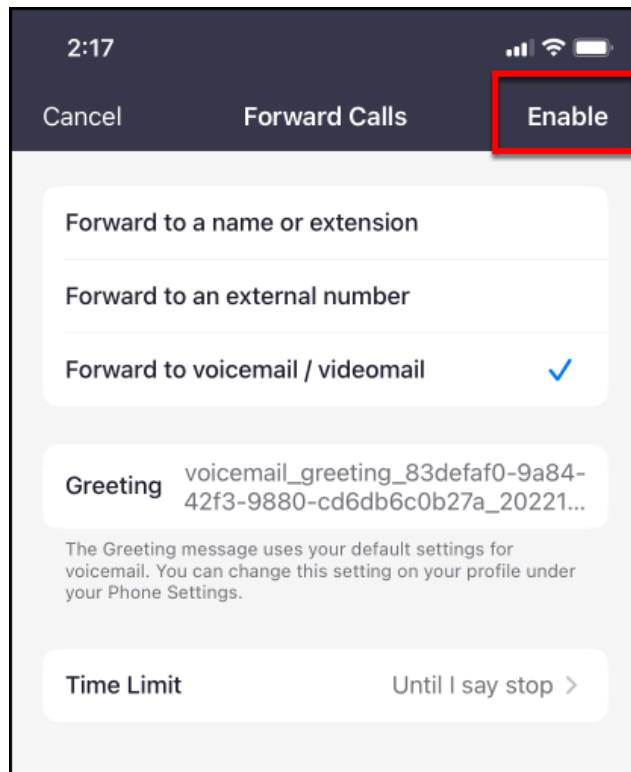 2:17
Cancel Forward Calls Enable
Forward to a name or extension
Forward to an external number
Forward to voicemail / videomail
Greeting voicemail_greeting_83defaf0-9a84-
42f3-9880-cd6db6c0b27a_20221...
The Greeting message uses your default settings for
voicemail. You can change this setting on your profile under
your Phone Settings.
Time Limit Until I say stop